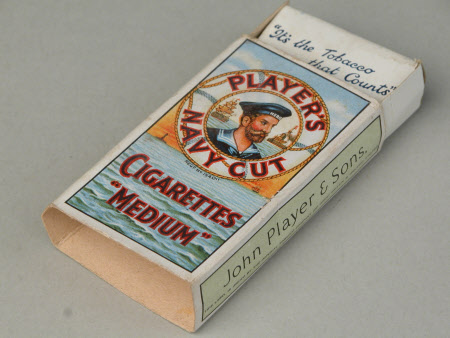 "It's the Tobacco
that Counts"
PLAYER'S
NAVY CUT
CIGARETTES
"MEDIUM"
John Player & Sons.